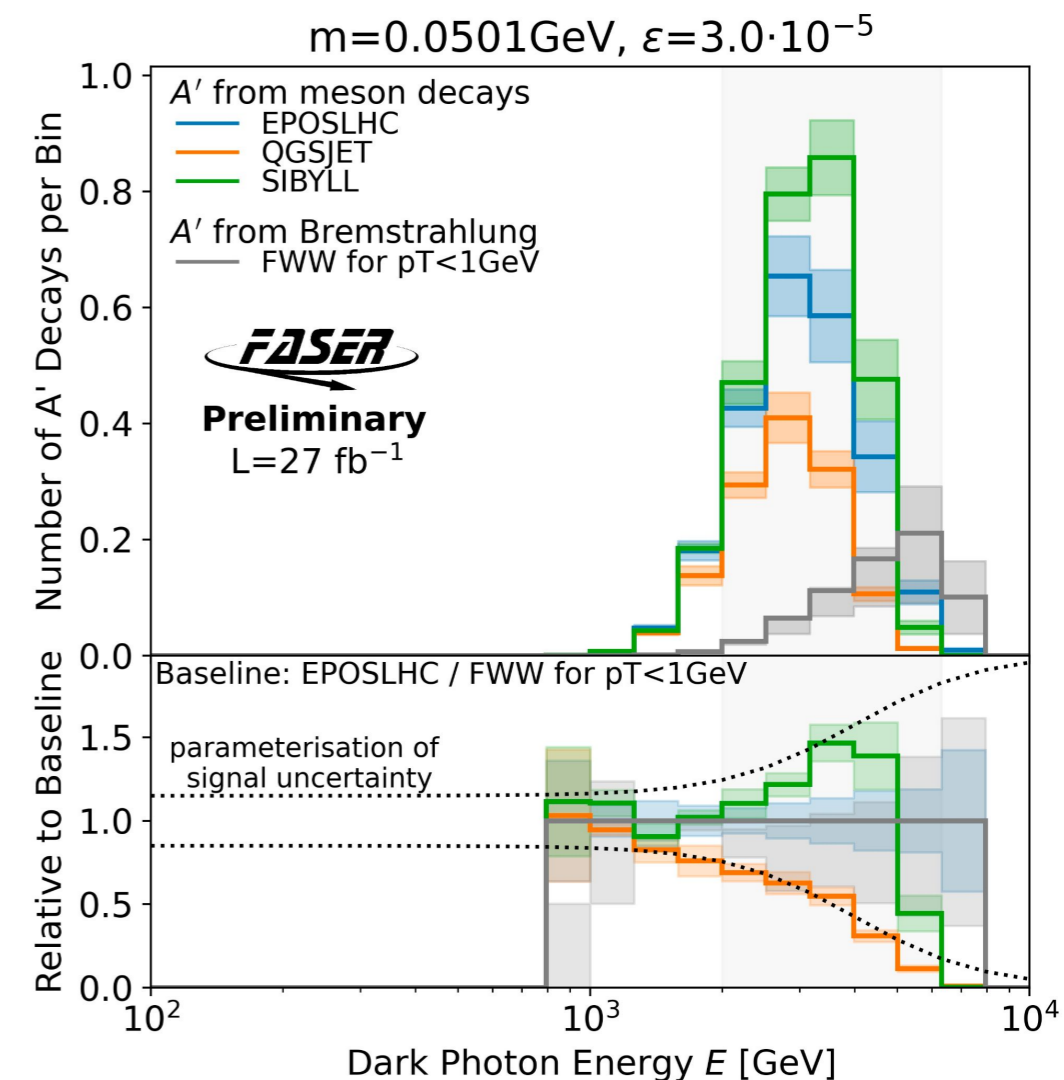 m=0.0501GeV, ε=3.0·10⁻⁵
Number of A' Decays per Bin
1.0
0.8
0.6
0.4
0.2
0.0
A′ from meson decays
EPOSLHC
QGSJET
SIBYLL
A′ from Bremstrahlung
FWW for pT<1GeV
FASER
Preliminary
L=27 fb⁻¹
Relative to Baseline
1.5
1.0
0.5
0.0
Baseline: EPOSLHC / FWW for pT<1GeV
parameterisation of
signal uncertainty
10²
10³
10⁴
Dark Photon Energy E [GeV]